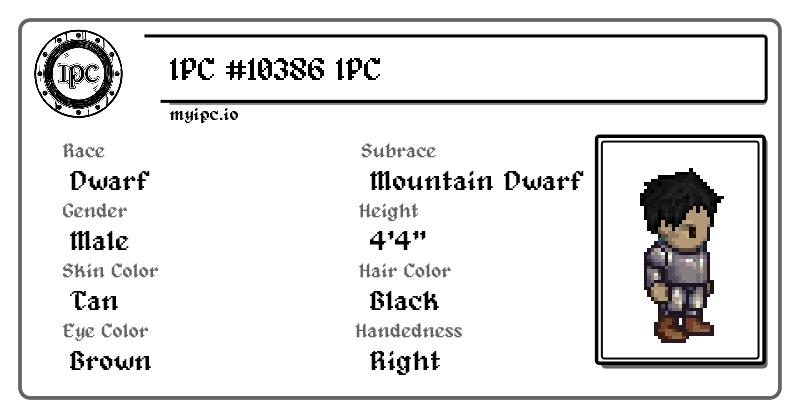 IPC
IPC #10386 IPC
myipc.io
Race
Subrace
Dwarf
Mountain Dwarf
Gender
Height
Male
4'4"
Skin Color
Hair Color
Tan
Black
Eye Color
Handedness
Brown
Right